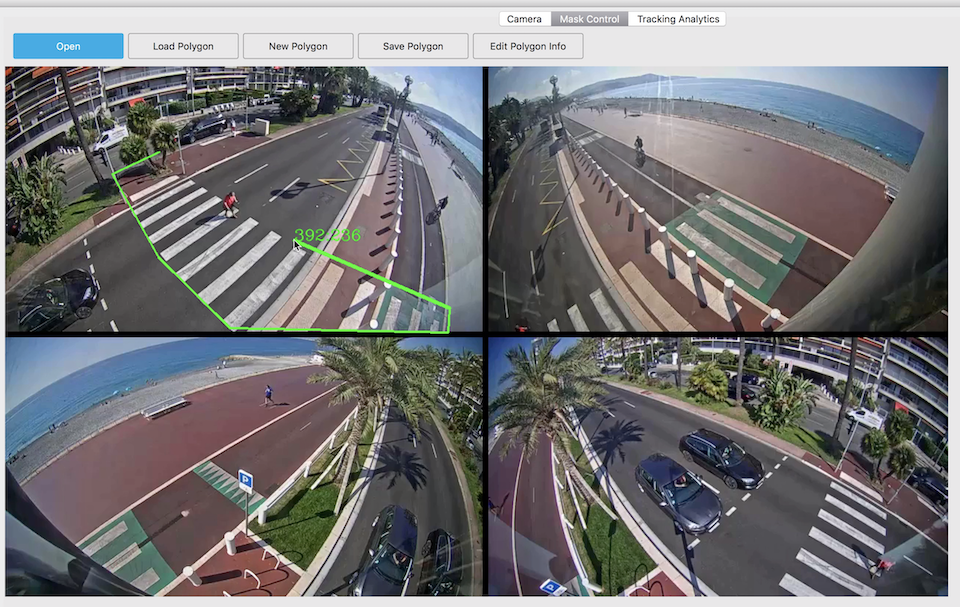 Camera Mask Control Tracking Analytics
Open Load Polygon New Polygon Save Polygon Edit Polygon Info
392,236
P
P